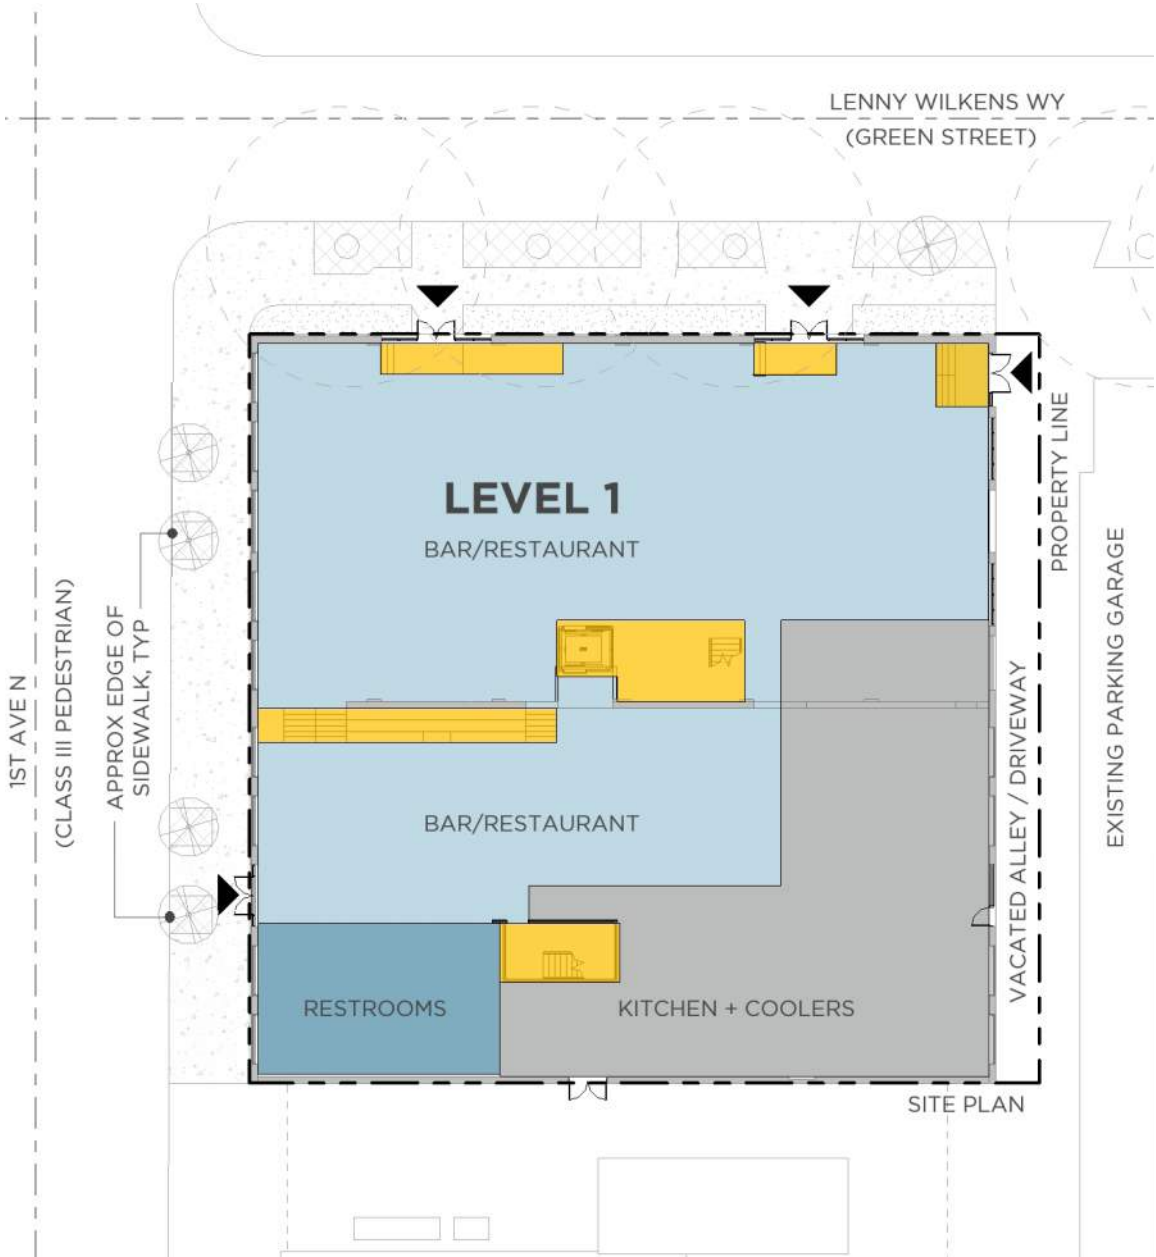 LENNY WILKENS WY
(GREEN STREET)
LEVEL 1
BAR/RESTAURANT
PROPERTY LINE
EXISTING PARKING GARAGE
1ST AVE N
(CLASS III PEDESTRIAN)
APPROX EDGE OF
SIDEWALK, TYP
VACATED ALLEY / DRIVEWAY
BAR/RESTAURANT
RESTROOMS
KITCHEN + COOLERS
SITE PLAN